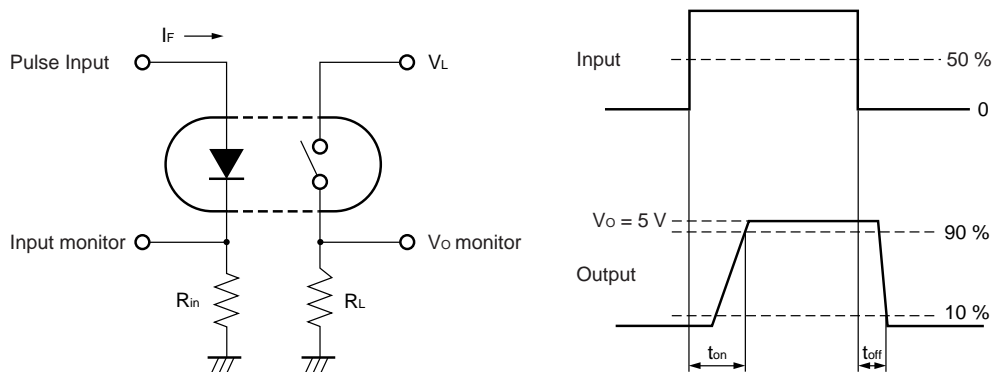 IF
Pulse Input
VL
Input monitor
VO monitor
Rin
RL
Input
50 %
0
VO = 5 V
90 %
Output
10 %
ton
toff